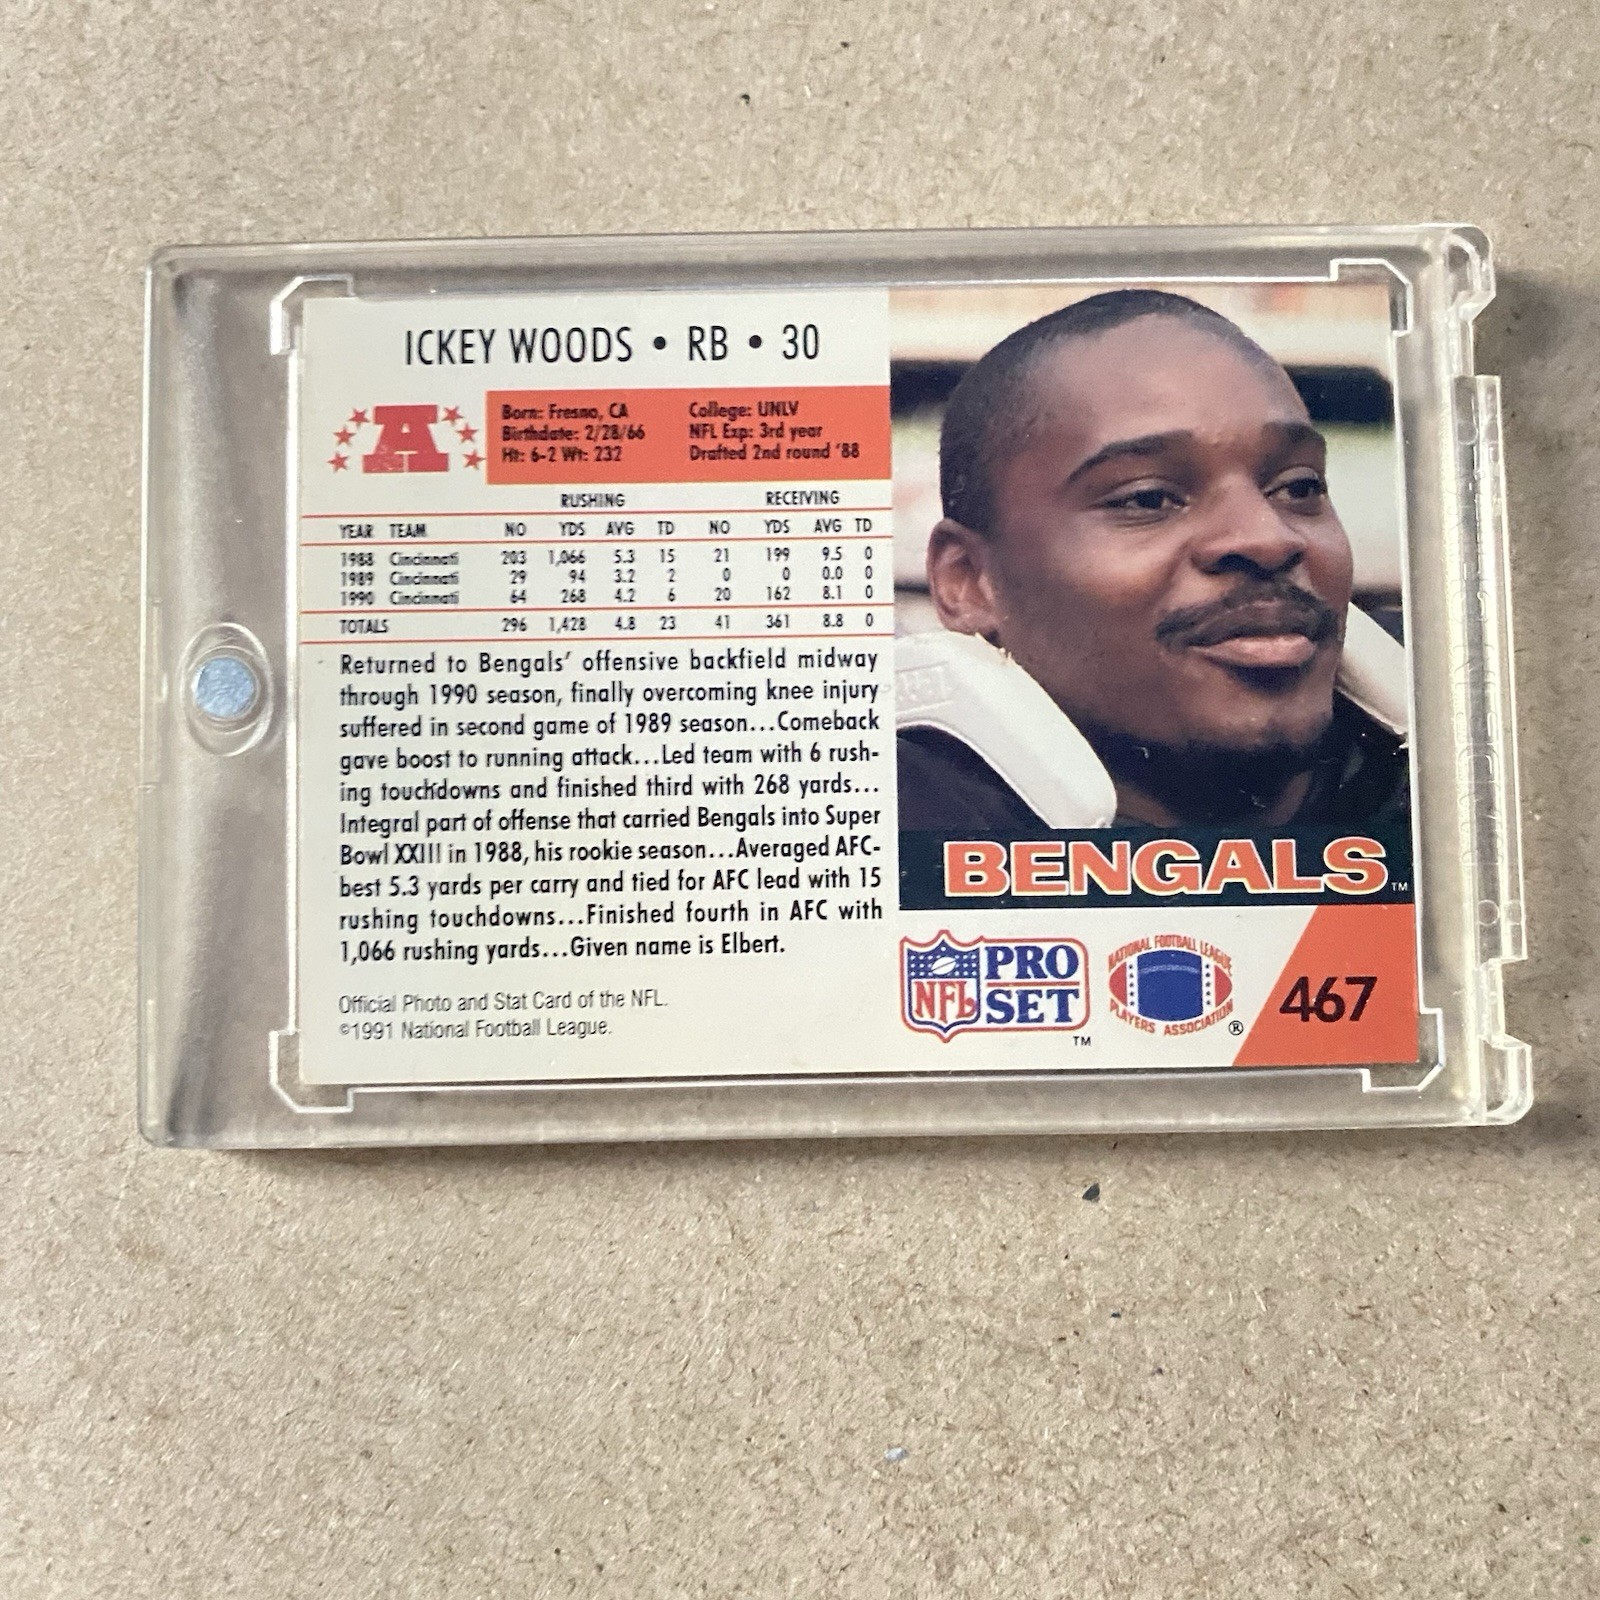 ICKEY WOODS • RB • 30
A
Born: Fresno, CA
Birthdate: 2/28/66
Ht: 6-2 Wt: 232
College: UNLV
NFL Exp: 3rd year
Drafted 2nd round '88
RUSHING RECEIVING
YEAR TEAM NO YDS AVG TD NO YDS AVG TD
1988 Cincinnati 203 1,066 5.3 15 21 199 9.5 0
1989 Cincinnati 29 94 3.2 2 0 0 0.0 0
1990 Cincinnati 64 268 4.2 6 20 162 8.1 0
TOTALS 296 1,428 4.8 23 41 361 8.8 0
Returned to Bengals' offensive backfield midway
through 1990 season, finally overcoming knee injury
suffered in second game of 1989 season...Comeback
gave boost to running attack...Led team with 6 rush-
ing touchdowns and finished third with 268 yards...
Integral part of offense that carried Bengals into Super
Bowl XXIII in 1988, his rookie season...Averaged AFC-
best 5.3 yards per carry and tied for AFC lead with 15
rushing touchdowns...Finished fourth in AFC with
1,066 rushing yards...Given name is Elbert.
Official Photo and Stat Card of the NFL.
©1991 National Football League.
BENGALS™
NFL PRO SET™
NATIONAL FOOTBALL LEAGUE
PLAYERS ASSOCIATION®
467